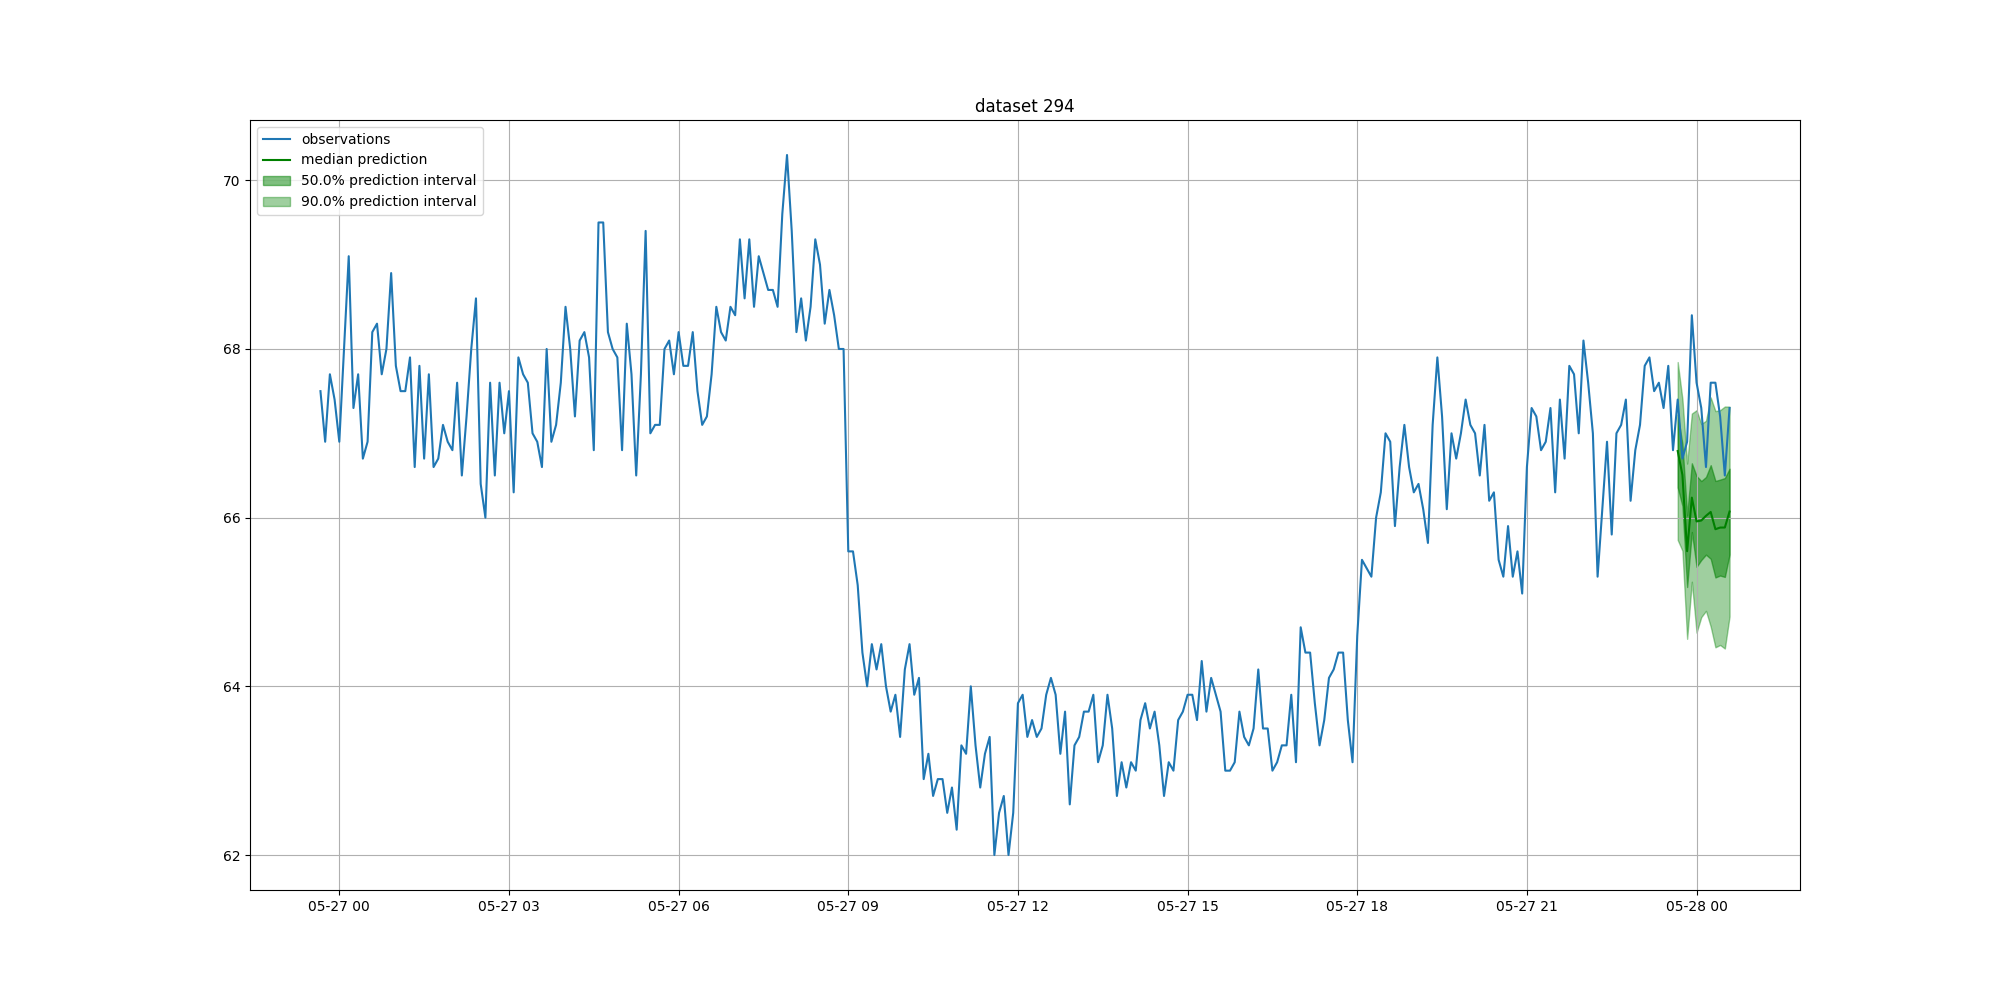 dataset 294
observations
median prediction
50.0% prediction interval
90.0% prediction interval
70
68
66
64
62
05-27 00
05-27 03
05-27 06
05-27 09
05-27 12
05-27 15
05-27 18
05-27 21
05-28 00